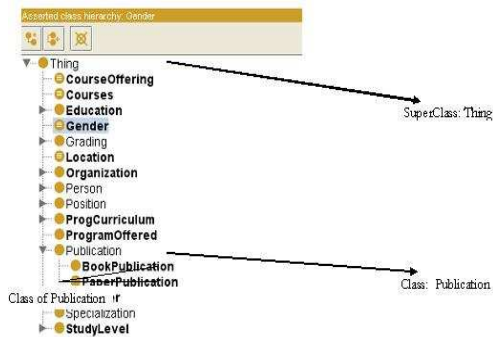 Asserted class hierarchy: Gender
Thing
CourseOffering
Courses
Education
SuperClass: Thing
Gender
Grading
Location
Organization
Person
Position
ProgCurriculum
ProgramOffered
Publication
BookPublication
PaperPublication
Class: Publication
Class of Publication
Specialization
StudyLevel